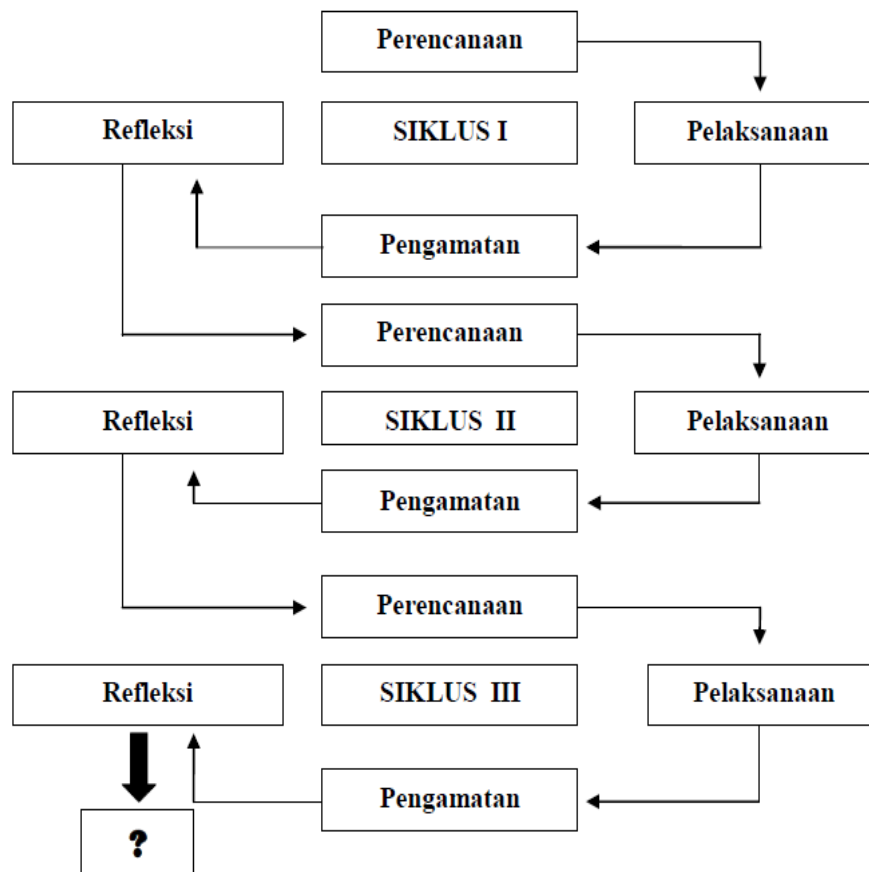 Perencanaan
Refleksi
SIKLUS I
Pelaksanaan
Pengamatan
Perencanaan
Refleksi
SIKLUS II
Pelaksanaan
Pengamatan
Perencanaan
Refleksi
SIKLUS III
Pelaksanaan
Pengamatan
?